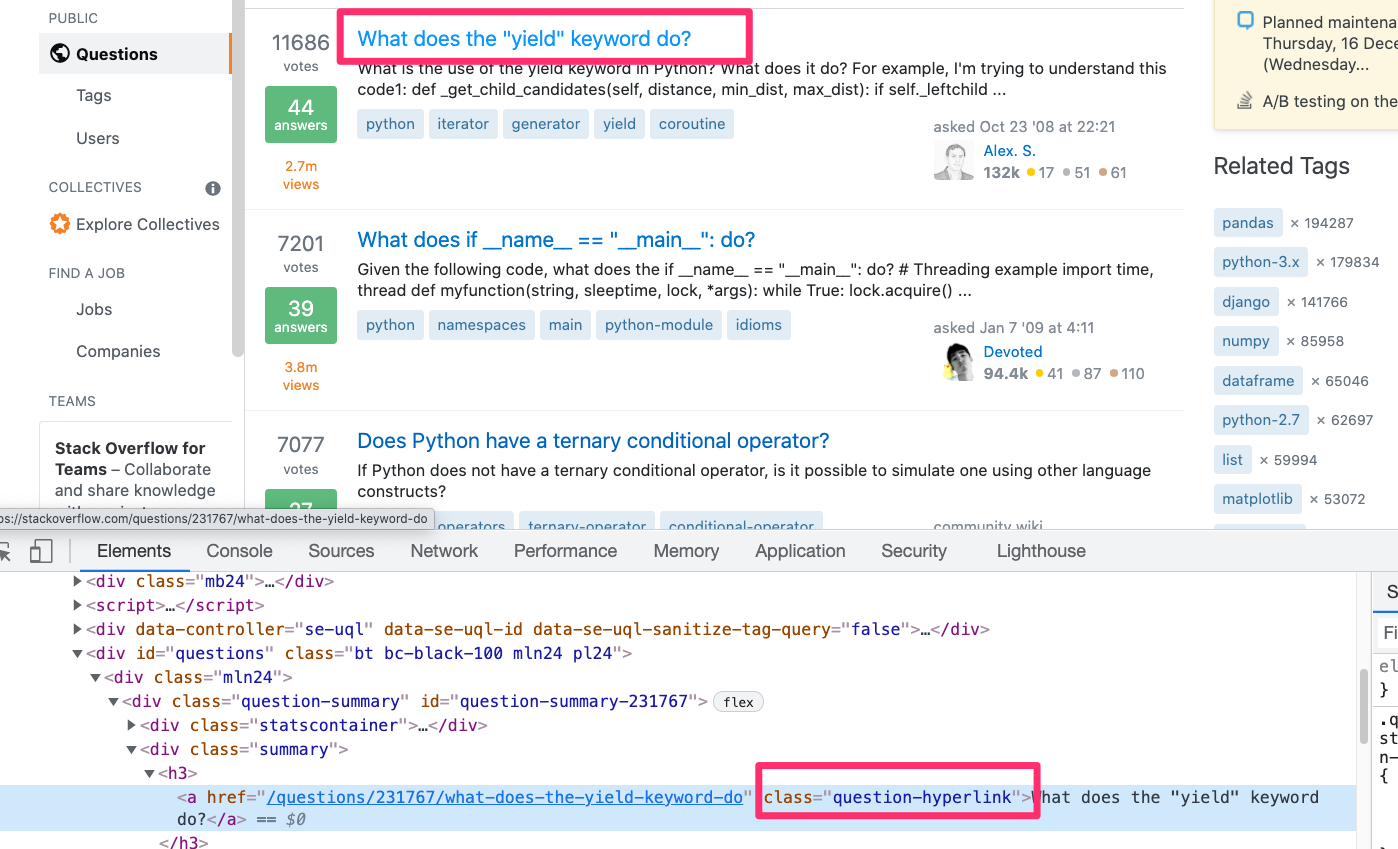 PUBLIC
Questions
Tags
Users
COLLECTIVES
Explore Collectives
FIND A JOB
Jobs
Companies
TEAMS
Stack Overflow for
Teams – Collaborate
and share knowledge
11686
votes
44
answers
2.7m
views
What does the "yield" keyword do?
What is the use of the yield keyword in Python? What does it do? For example, I'm trying to understand this
code1: def _get_child_candidates(self, distance, min_dist, max_dist): if self._leftchild ...
python iterator generator yield coroutine
asked Oct 23 '08 at 22:21
Alex. S.
132k 17 51 61
7201
votes
39
answers
3.8m
views
What does if __name__ == "__main__": do?
Given the following code, what does the if __name__ == "__main__": do? # Threading example import time,
thread def myfunction(string, sleeptime, lock, *args): while True: lock.acquire() ...
python namespaces main python-module idioms
asked Jan 7 '09 at 4:11
Devoted
94.4k 41 87 110
7077
votes
Does Python have a ternary conditional operator?
If Python does not have a ternary conditional operator, is it possible to simulate one using other language
constructs?
operators ternary-operator conditional-operator
community wiki
Planned maintena
Thursday, 16 Dece
(Wednesday...
A/B testing on the
Related Tags
pandas × 194287
python-3.x × 179834
django × 141766
numpy × 85958
dataframe × 65046
python-2.7 × 62697
list × 59994
matplotlib × 53072
ps://stackoverflow.com/questions/231767/what-does-the-yield-keyword-do
Elements Console Sources Network Performance Memory Application Security Lighthouse
<div class="mb24">…</div>
<script>…</script>
<div data-controller="se-uql" data-se-uql-id data-se-uql-sanitize-tag-query="false">…</div>
<div id="questions" class="bt bc-black-100 mln24 pl24">
<div class="mln24">
<div class="question-summary" id="question-summary-231767"> flex
<div class="statscontainer">…</div>
<div class="summary">
<h3>
<a href="/questions/231767/what-does-the-yield-keyword-do" class="question-hyperlink">What does the "yield" keyword
do?</a> == $0
</h3>
S
Fi
el
}
.q
st
n-
{